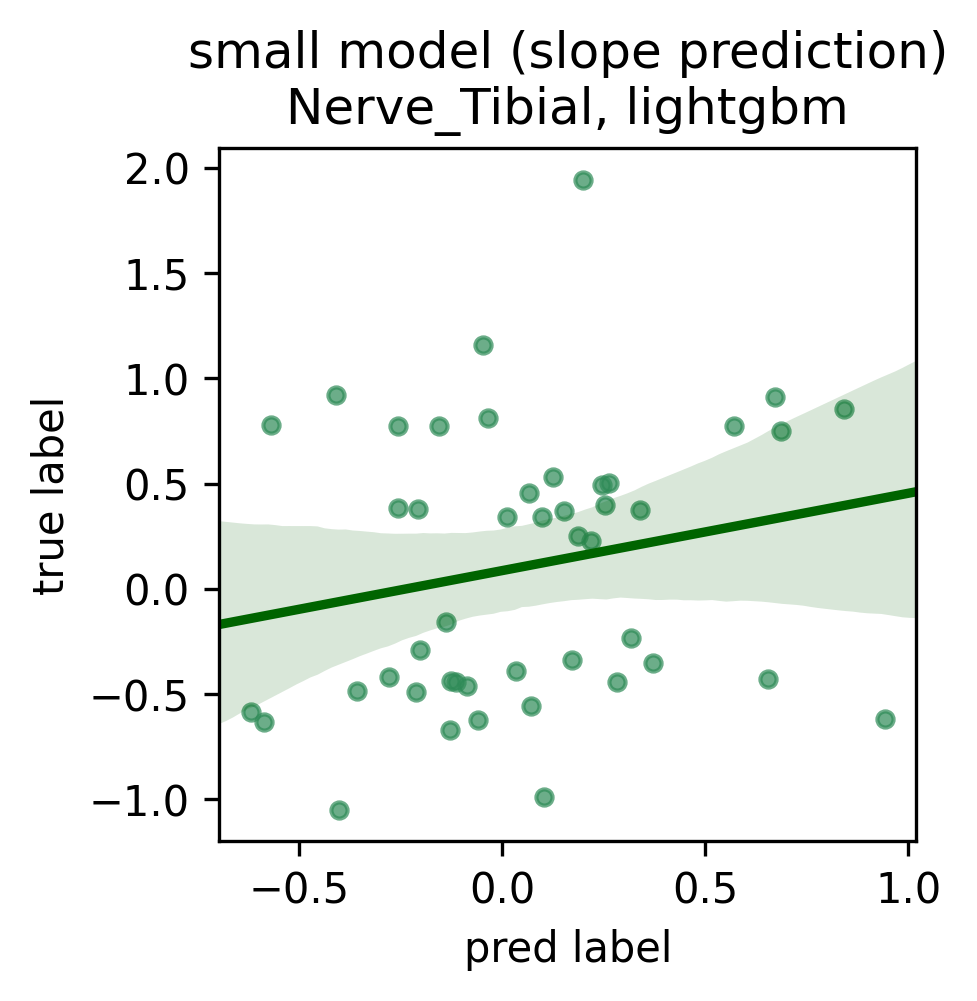 small model (slope prediction)
Nerve_Tibial, lightgbm
2.0
1.5
1.0
0.5
0.0
−0.5
−1.0
true label
−0.5
0.0
0.5
1.0
pred label